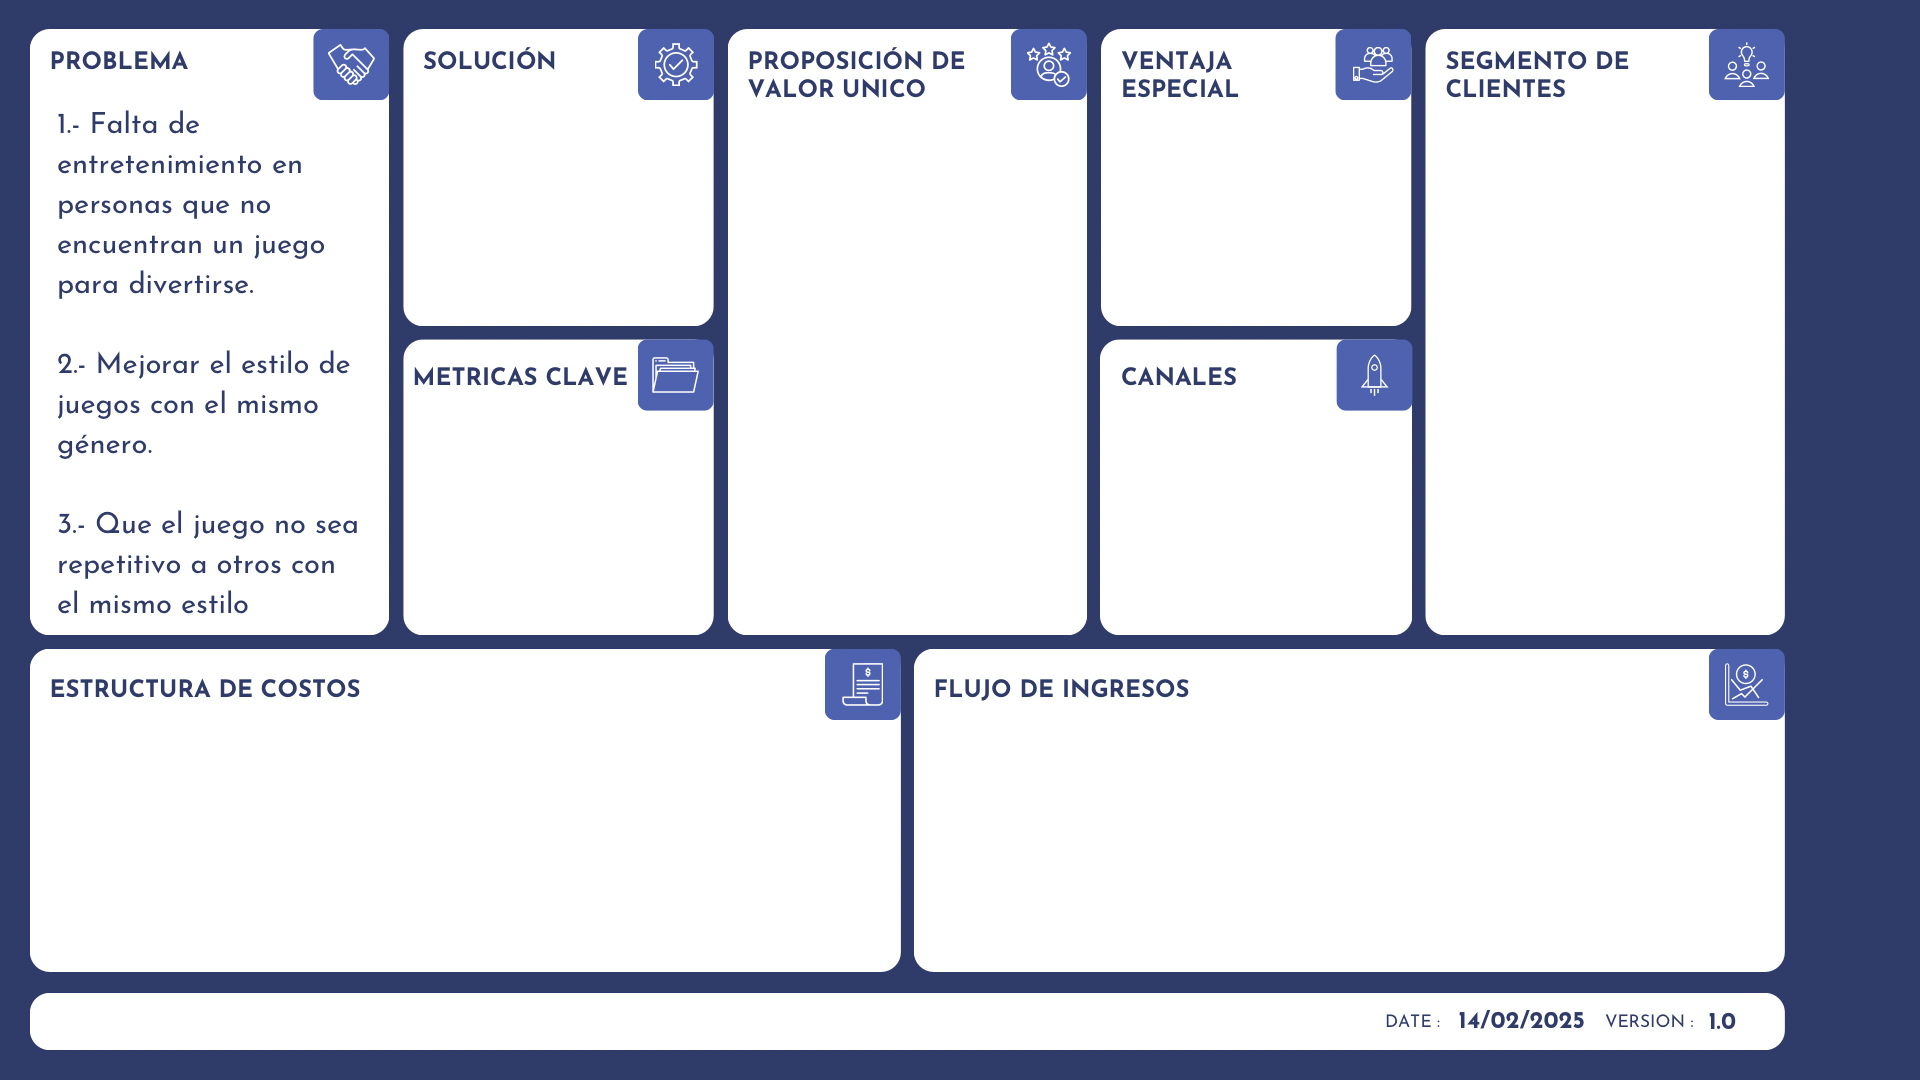 PROBLEMA
1.- Falta de
entretenimiento en
personas que no
encuentran un juego
para divertirse.
2.- Mejorar el estilo de
juegos con el mismo
género.
3.- Que el juego no sea
repetitivo a otros con
el mismo estilo
SOLUCIÓN
METRICAS CLAVE
PROPOSICIÓN DE
VALOR UNICO
VENTAJA
ESPECIAL
CANALES
SEGMENTO DE
CLIENTES
ESTRUCTURA DE COSTOS
FLUJO DE INGRESOS
DATE : 14/02/2025 VERSION : 1.0